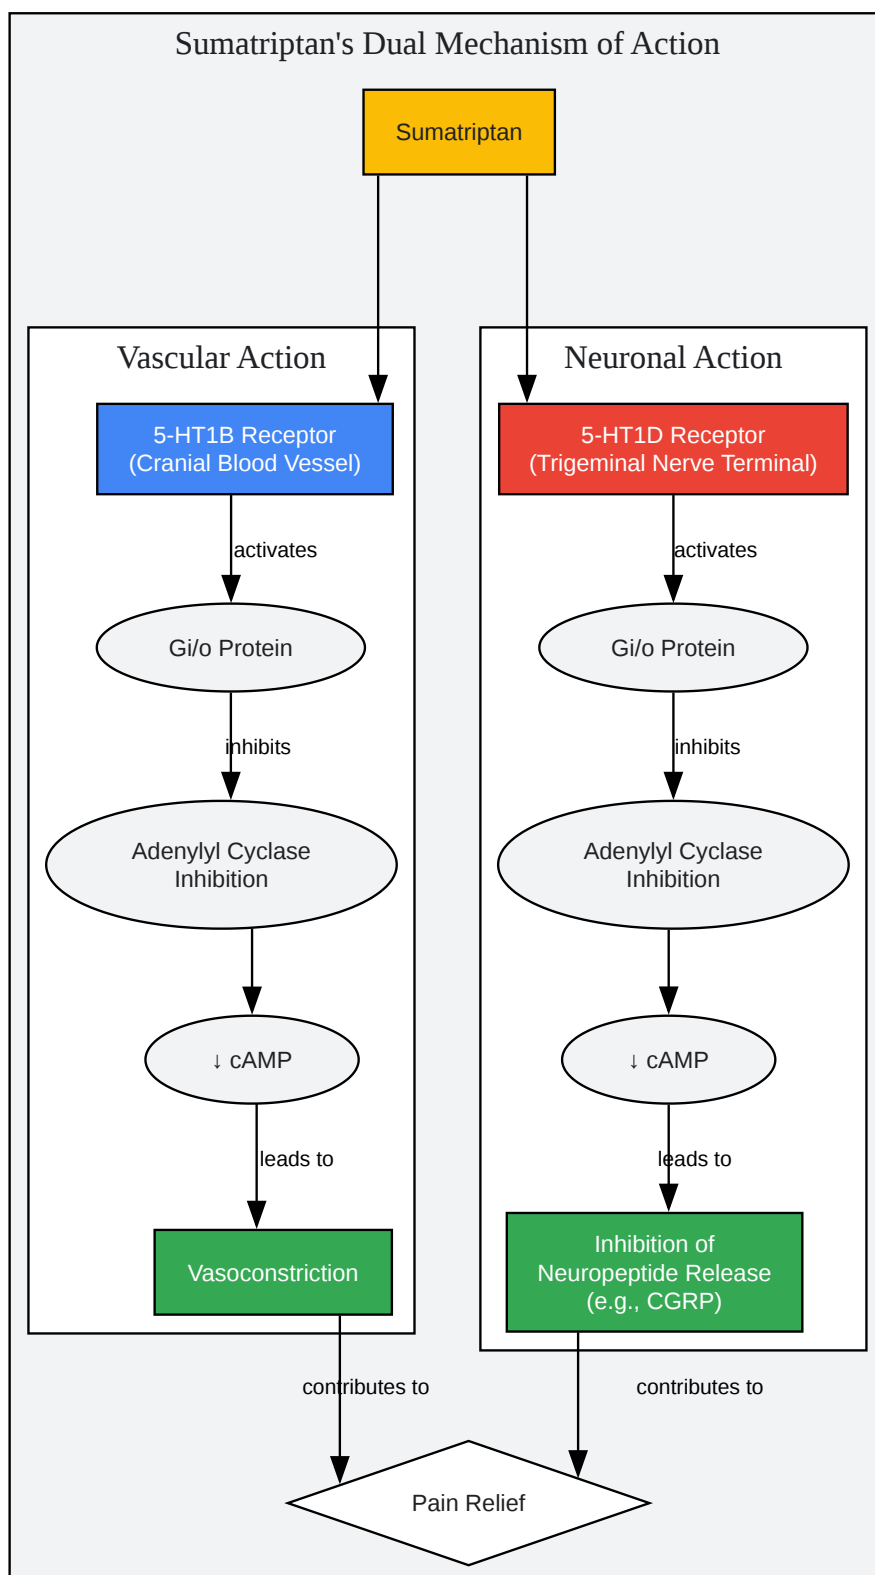 Sumatriptan's Dual Mechanism of Action
Sumatriptan
Vascular Action
5-HT1B Receptor
(Cranial Blood Vessel)
activates
Gi/o Protein
inhibits
Adenylyl Cyclase
Inhibition
↓ cAMP
leads to
Vasoconstriction
contributes to
Neuronal Action
5-HT1D Receptor
(Trigeminal Nerve Terminal)
activates
Gi/o Protein
inhibits
Adenylyl Cyclase
Inhibition
↓ cAMP
leads to
Inhibition of
Neuropeptide Release
(e.g., CGRP)
contributes to
Pain Relief